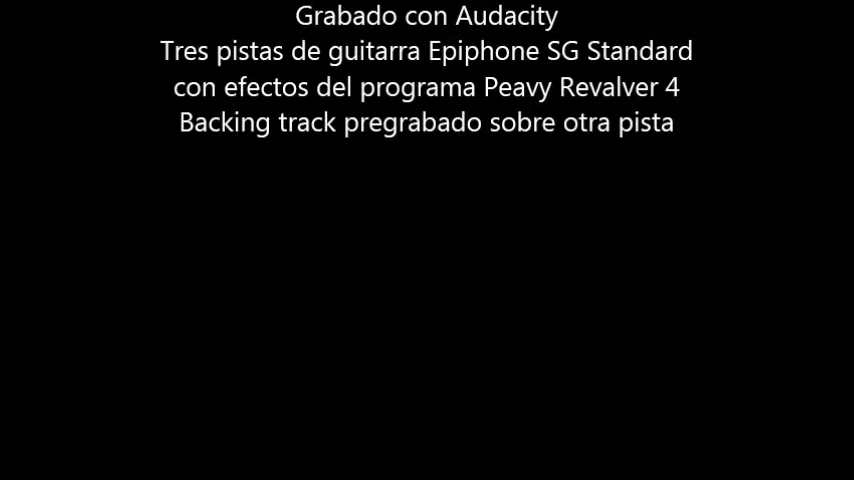 Grabado con Audacity
Tres pistas de guitarra Epiphone SG Standard
con efectos del programa Peavy Revalver 4
Backing track pregrabado sobre otra pista